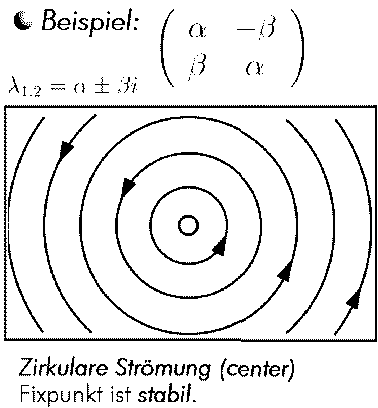 Beispiel: ( α −β
β α )
λ1,2 = α ± βi
Zirkulare Strömung (center)
Fixpunkt ist stabil.